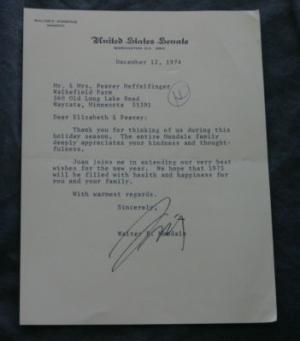 WALTER F. MONDALE
MINNESOTA
United States Senate
WASHINGTON, D.C. 20510
December 12, 1974
Mr. & Mrs. Peavey Heffelfinger
Walkefield Farm
560 Old Long Lake Road
Wayzata, Minnesota 55391
Dear Elizabeth & Peavey:
Thank you for thinking of us during this
holiday season. The entire Mondale family
deeply appreciates your kindness and thought-
fulness.
Joan joins me in extending our very best
wishes for the new year. We hope that 1975
will be filled with health and happiness for
you and your family.
With warmest regards.
Sincerely,
Walter F. Mondale